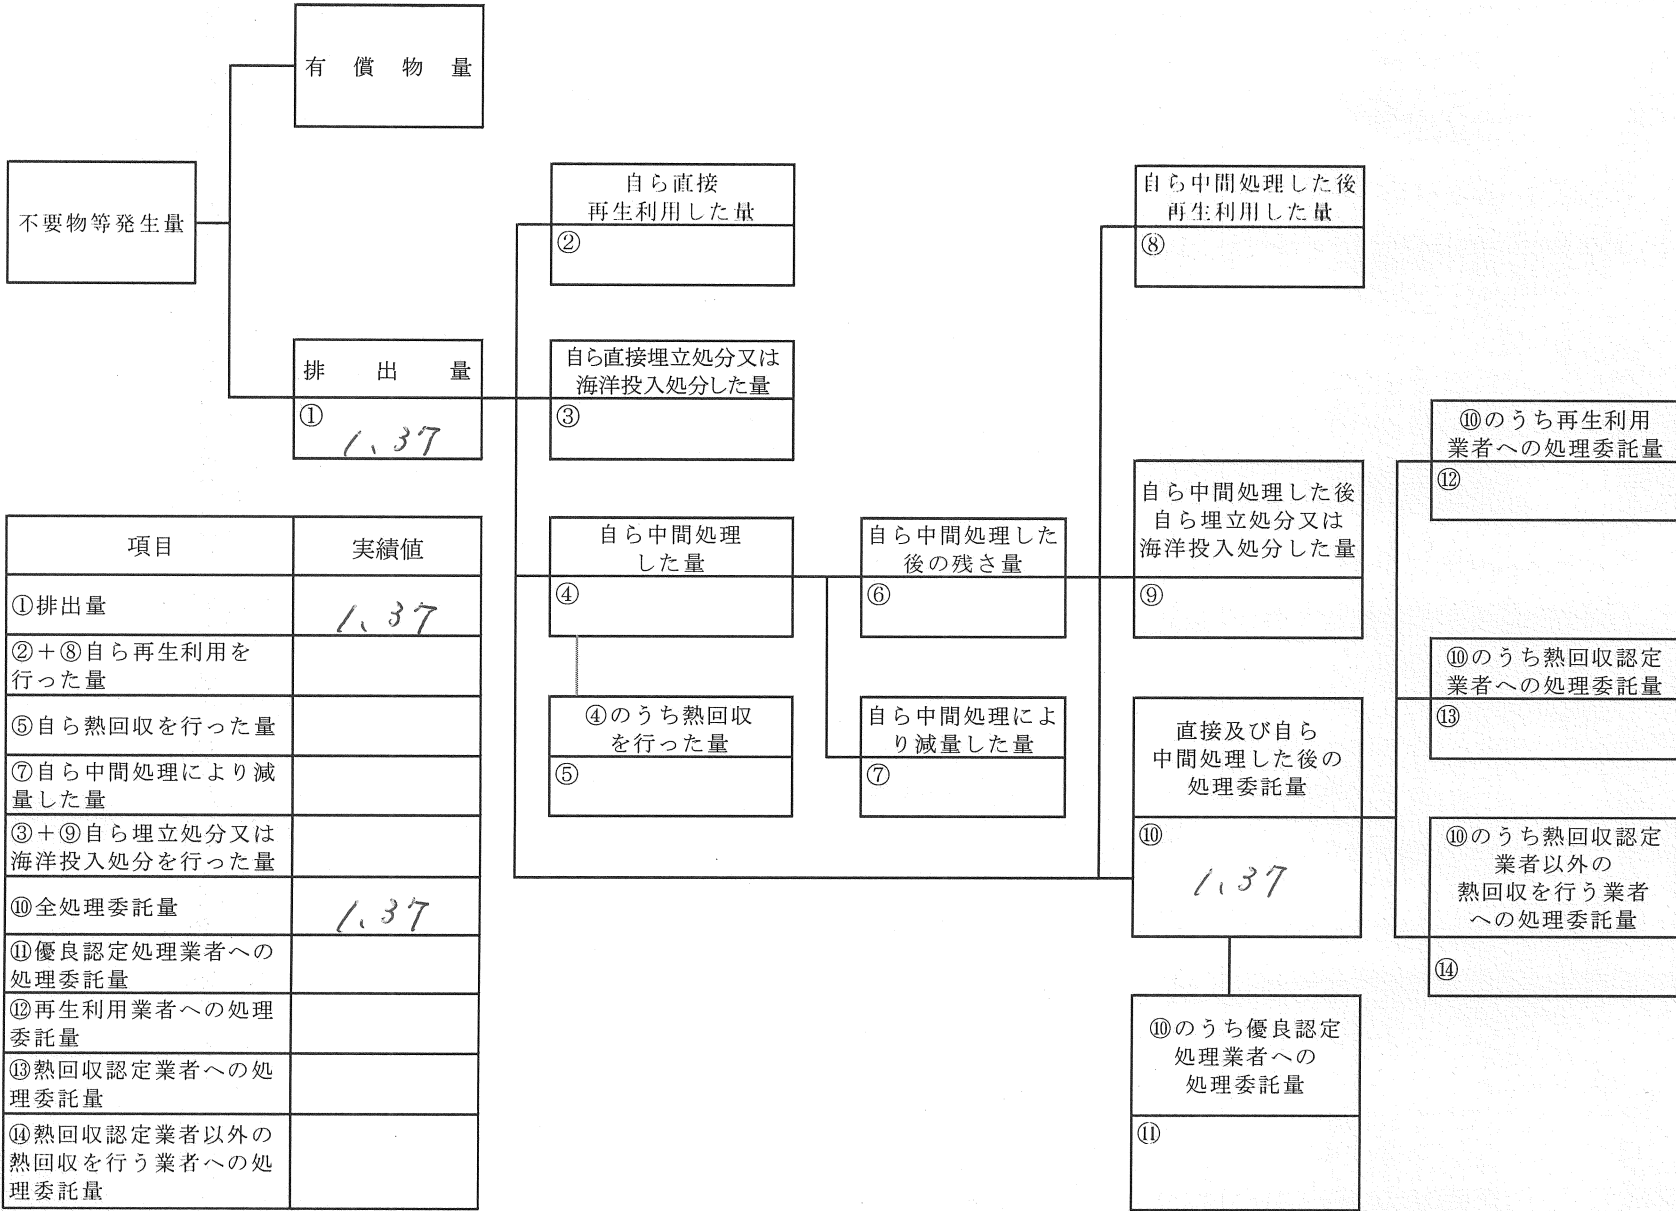 有償物量
不要物等発生量
排出量
①
1、37
自ら直接
再生利用した量
②
自ら直接埋立処分又は
海洋投入処分した量
③
自ら中間処理
した量
④
④のうち熱回収
を行った量
⑤
自ら中間処理した
後の残さ量
⑥
自ら中間処理によ
り減量した量
⑦
自ら中間処理した後
再生利用した量
⑧
自ら中間処理した後
自ら埋立処分又は
海洋投入処分した量
⑨
直接及び自ら
中間処理した後の
処理委託量
⑩
1、37
⑩のうち優良認定
処理業者への
処理委託量
⑪
⑩のうち再生利用
業者への処理委託量
⑫
⑩のうち熱回収認定
業者への処理委託量
⑬
⑩のうち熱回収認定
業者以外の
熱回収を行う業者
への処理委託量
⑭
項目 実績値
①排出量 1、37
②+⑧自ら再生利用を
行った量
⑤自ら熱回収を行った量
⑦自ら中間処理により減
量した量
③+⑨自ら埋立処分又は
海洋投入処分を行った量
⑩全処理委託量 1、37
⑪優良認定処理業者への
処理委託量
⑫再生利用業者への処理
委託量
⑬熱回収認定業者への処
理委託量
⑭熱回収認定業者以外の
熱回収を行う業者への処
理委託量